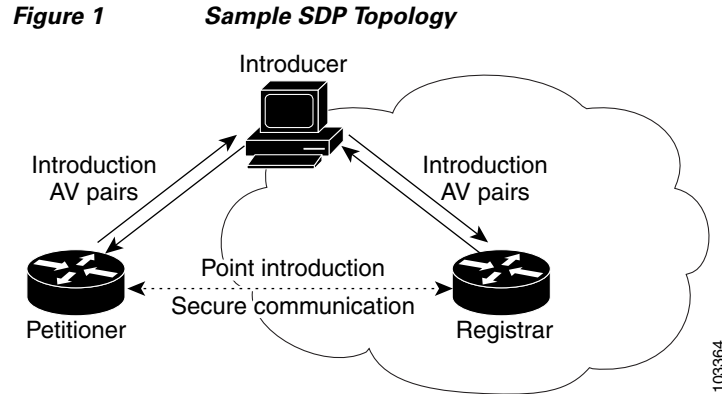 Figure 1 Sample SDP Topology
Introducer
Introduction
AV pairs
Introduction
AV pairs
Point introduction
Secure communication
Petitioner
Registrar
103364